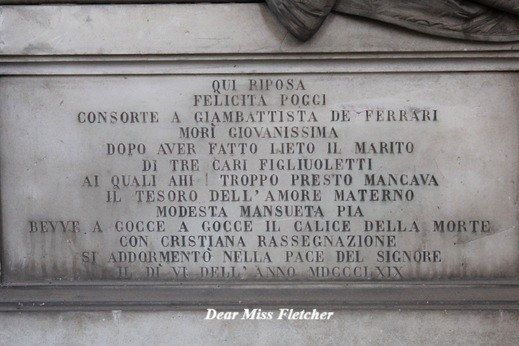 QUI RIPOSA
FELICITA POGGI
CONSORTE A GIAMBATTISTA DE FERRARI
MORÌ GIOVANISSIMA
DOPO AVER FATTO LIETO IL MARITO
DI TRE CARI FIGLIUOLETTI
AI QUALI AHI ! TROPPO PRESTO MANCAVA
IL TESORO DELL'AMORE MATERNO
MODESTA MANSUETA PIA
BEVVE A GOCCE A GOCCE IL CALICE DELLA MORTE
CON CRISTIANA RASSEGNAZIONE
SI ADDORMENTÒ NELLA PACE DEL SIGNORE
IL DÌ VI DELL'ANNO MDCCCLXIX
Dear Miss Fletcher